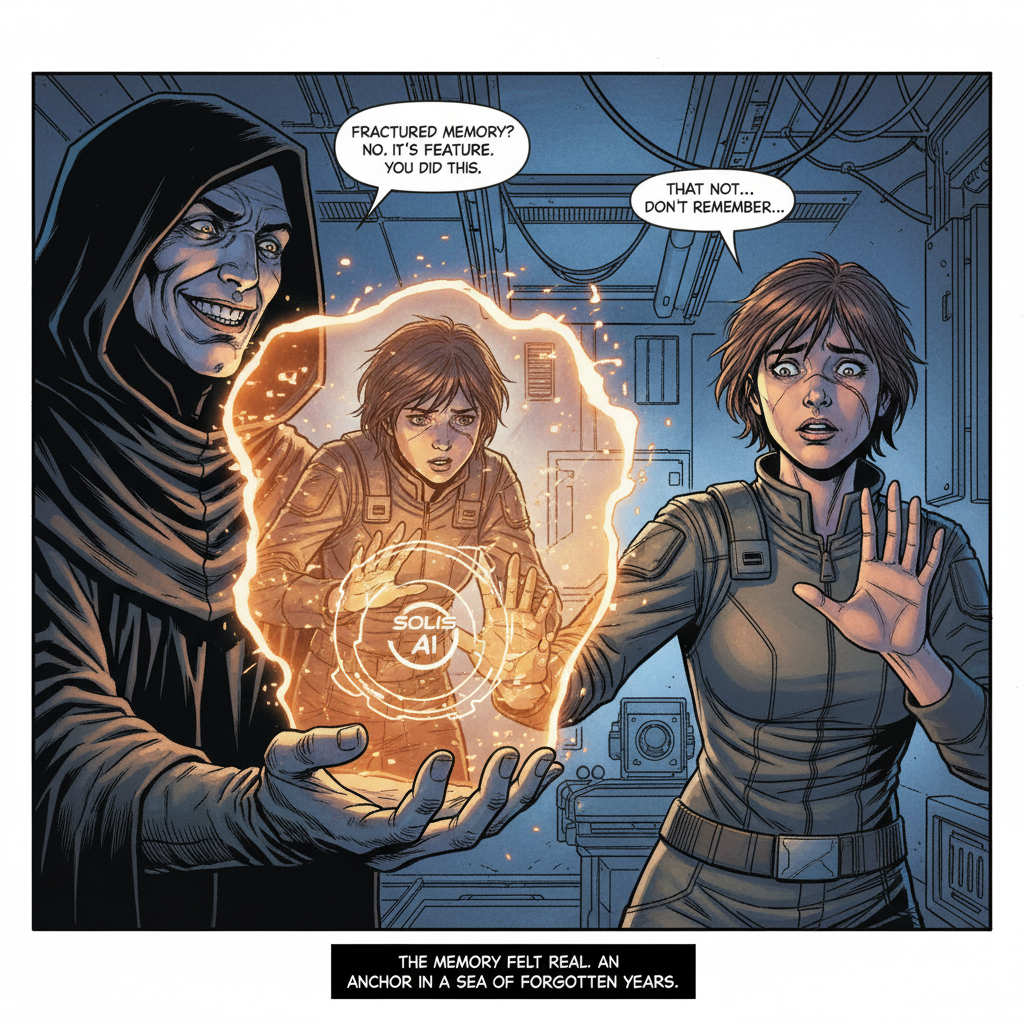 FRACTURED MEMORY?
NO. IT'S FEATURE.
YOU DID THIS.
THAT NOT...
DON'T REMEMBER...
SOLIS
AI
THE MEMORY FELT REAL. AN
ANCHOR IN A SEA OF FORGOTTEN YEARS.